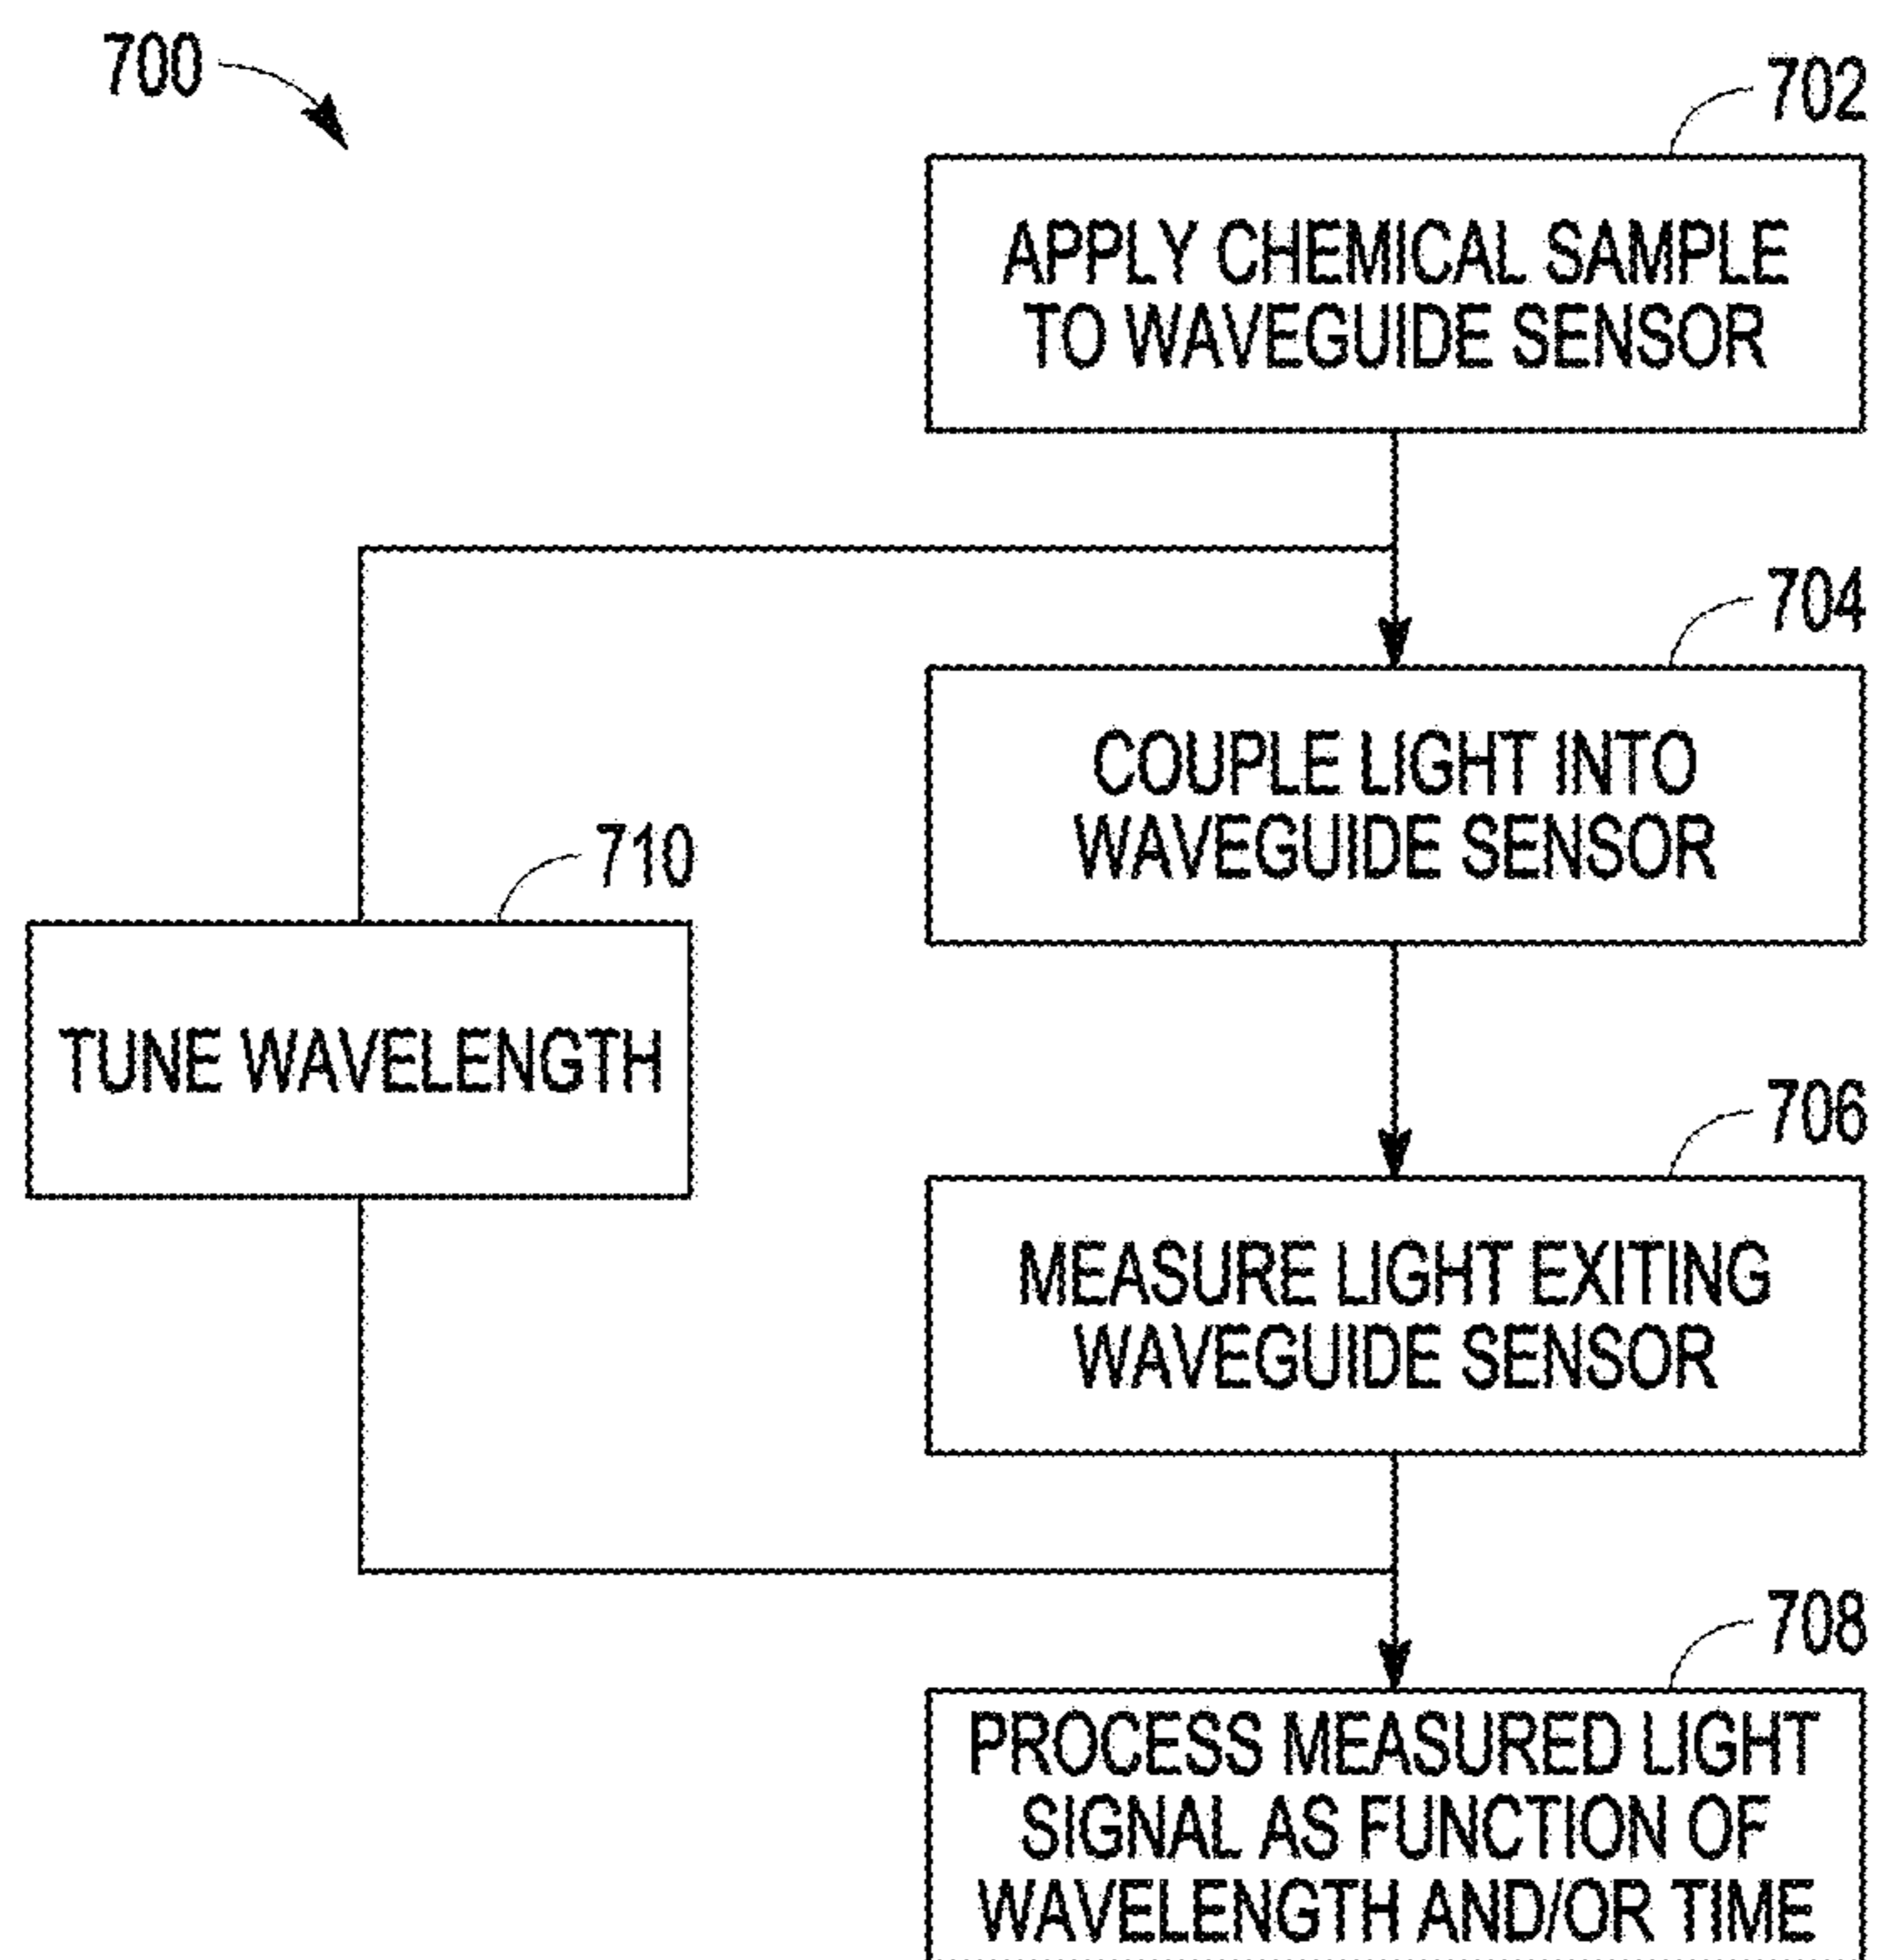 700
702
APPLY CHEMICAL SAMPLE
TO WAVEGUIDE SENSOR
704
COUPLE LIGHT INTO
WAVEGUIDE SENSOR
710
TUNE WAVELENGTH
706
MEASURE LIGHT EXITING
WAVEGUIDE SENSOR
708
PROCESS MEASURED LIGHT
SIGNAL AS FUNCTION OF
WAVELENGTH AND/OR TIME